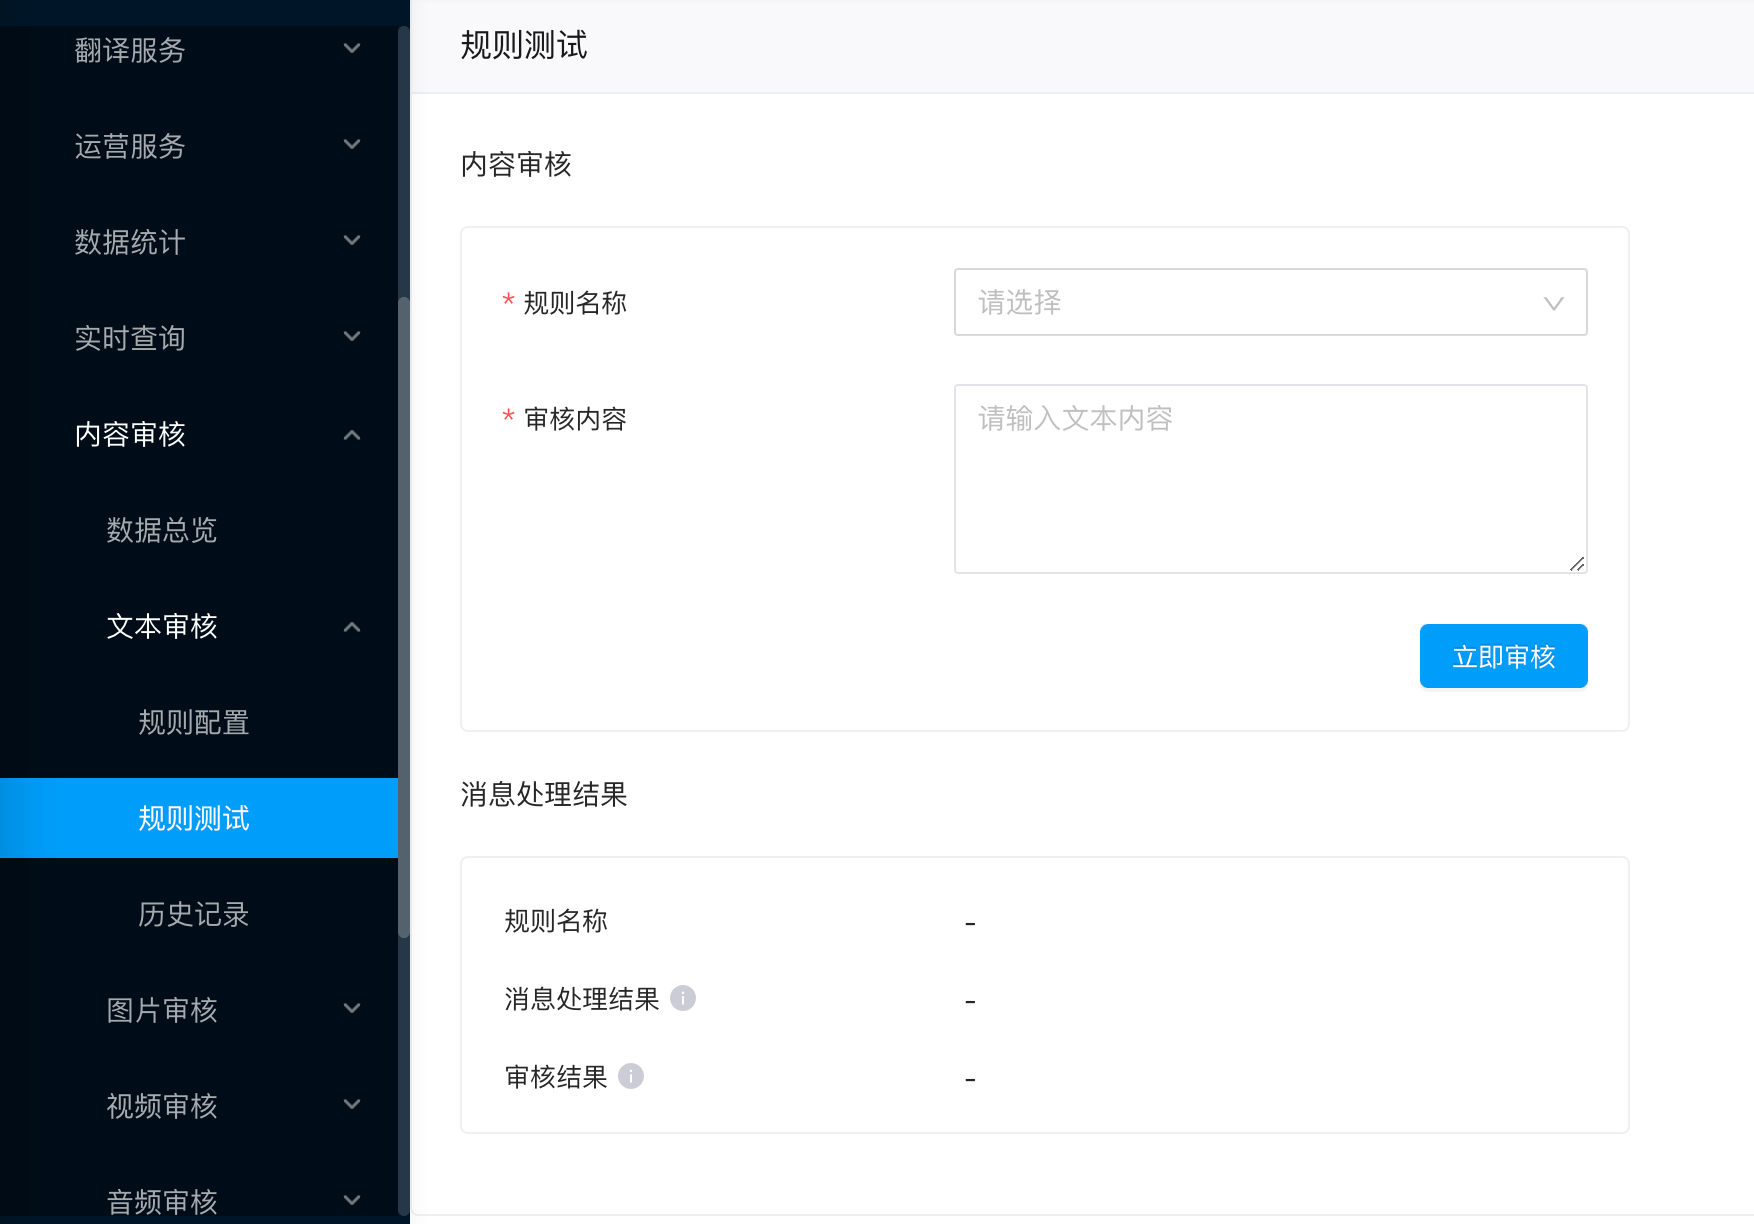 翻译服务
运营服务
数据统计
实时查询
内容审核
数据总览
文本审核
规则配置
规则测试
历史记录
图片审核
视频审核
音频审核
规则测试
内容审核
* 规则名称
请选择
* 审核内容
请输入文本内容
立即审核
消息处理结果
规则名称 -
消息处理结果 -
审核结果 -